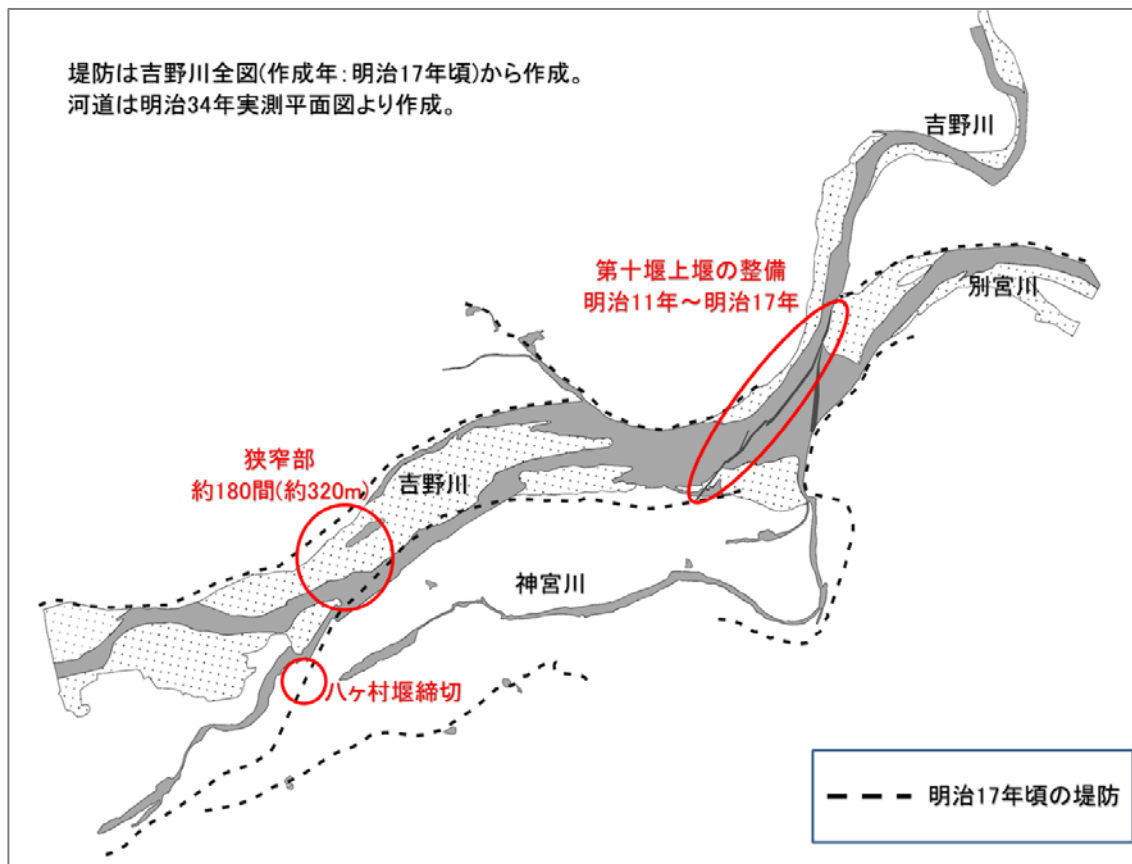 堤防は吉野川全図(作成年:明治17年頃)から作成。
河道は明治34年実測平面図より作成。
吉野川
第十堰上堰の整備
明治11年～明治17年
別宮川
狭窄部
約180間(約320m)
吉野川
神宮川
八ヶ村堰締切
明治17年頃の堤防